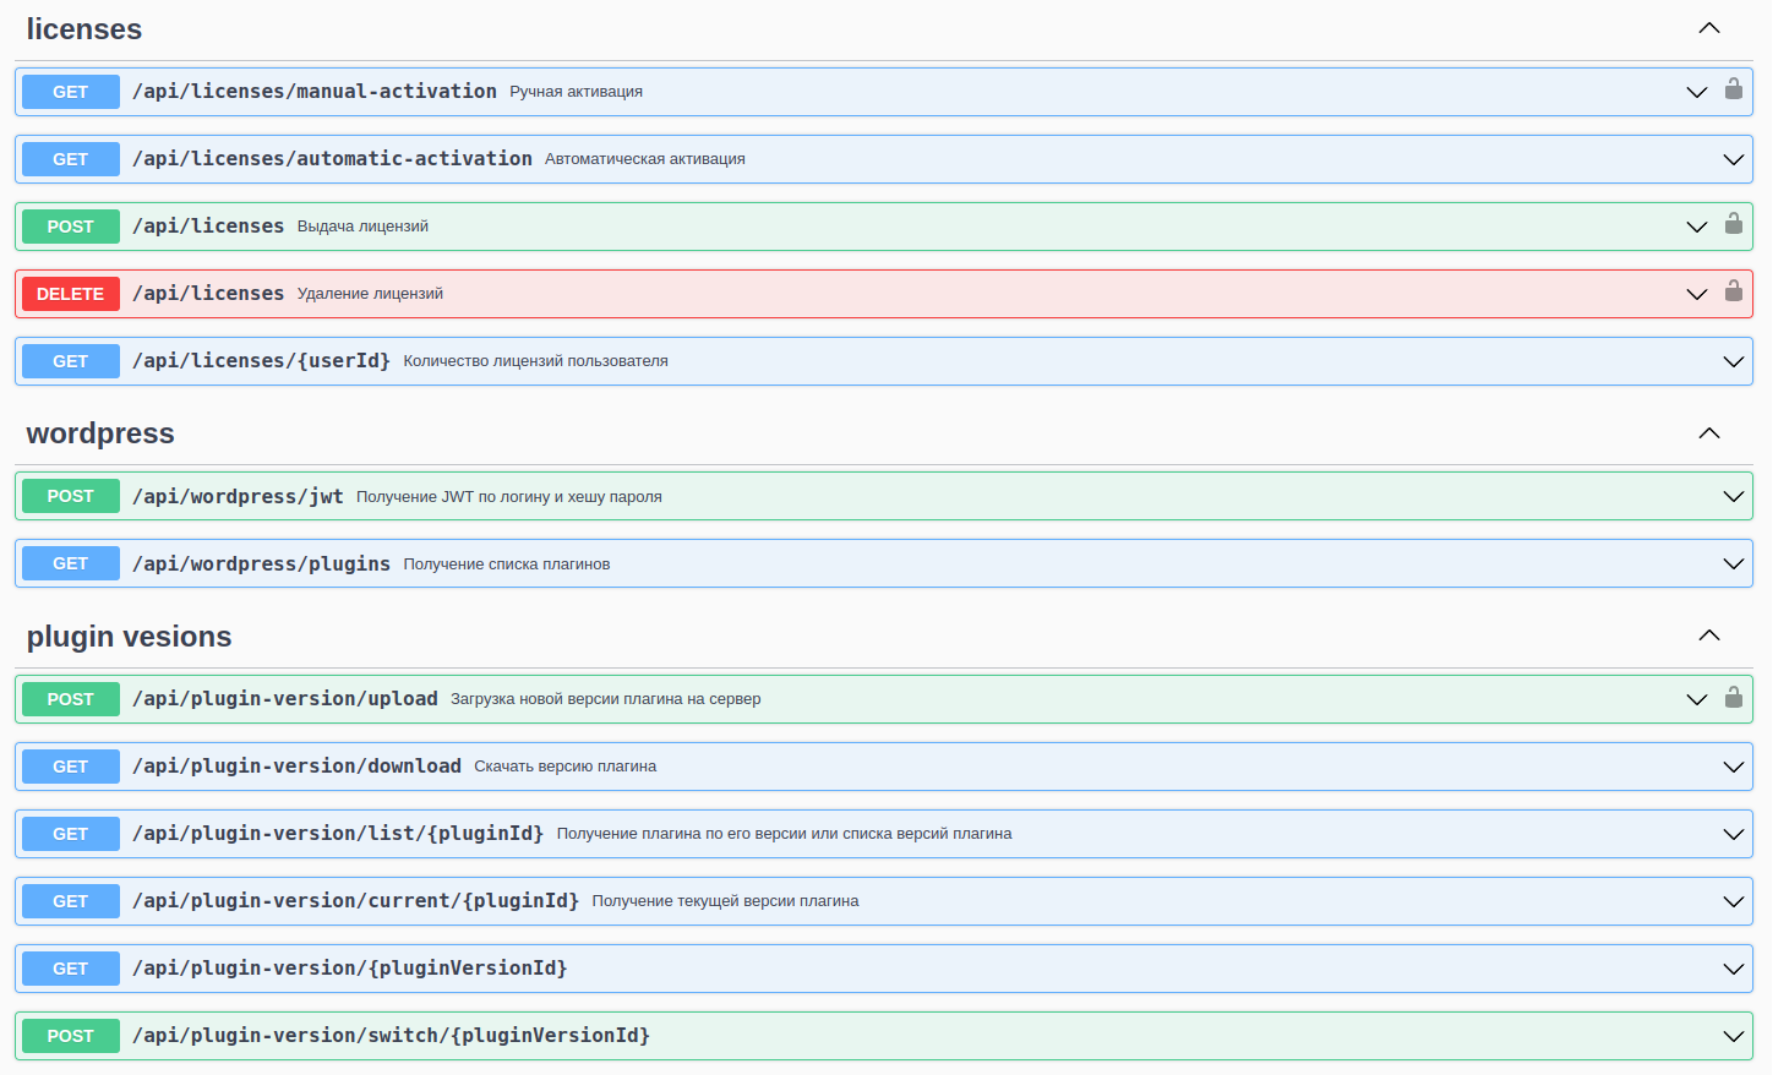 licenses
GET /api/licenses/manual-activation Ручная активация
GET /api/licenses/automatic-activation Автоматическая активация
POST /api/licenses Выдача лицензий
DELETE /api/licenses Удаление лицензий
GET /api/licenses/{userId} Количество лицензий пользователя
wordpress
POST /api/wordpress/jwt Получение JWT по логину и хешу пароля
GET /api/wordpress/plugins Получение списка плагинов
plugin vesions
POST /api/plugin-version/upload Загрузка новой версии плагина на сервер
GET /api/plugin-version/download Скачать версию плагина
GET /api/plugin-version/list/{pluginId} Получение плагина по его версии или списка версий плагина
GET /api/plugin-version/current/{pluginId} Получение текущей версии плагина
GET /api/plugin-version/{pluginVersionId}
POST /api/plugin-version/switch/{pluginVersionId}